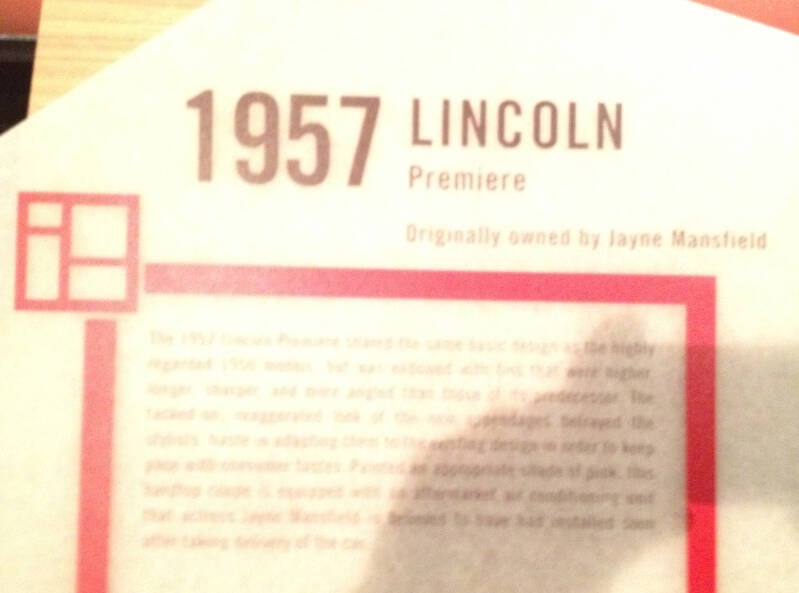 1957 LINCOLN
Premiere
Originally owned by Jayne Mansfield
The 1957 Lincoln Premiere shared the same basic design as the highly
regarded 1956 models, but was endowed with fins that were higher,
longer, sharper, and more angled than those of its predecessor. The
tacked-on, exaggerated look of the new appendages betrayed the
stylists' haste in adapting them to the existing design in order to keep
pace with consumer tastes. Painted an appropriate shade of pink, this
hardtop coupe is equipped with an aftermarket air conditioning unit
that actress Jayne Mansfield is believed to have had installed soon
after taking delivery of the car.